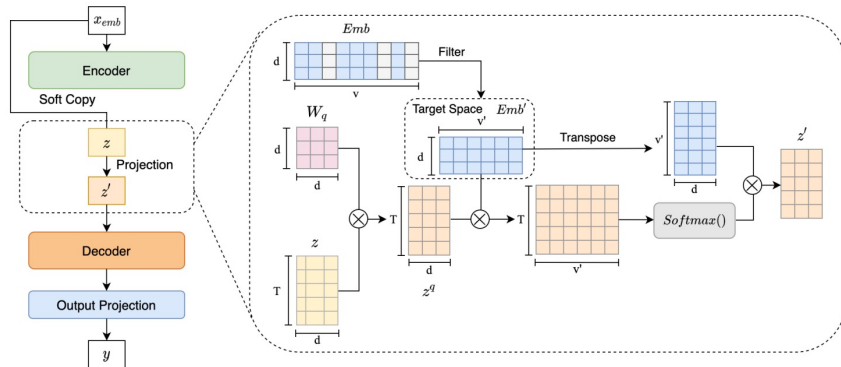 x_emb
Encoder
Soft Copy
z
Projection
z'
Decoder
Output Projection
y
Emb
d
v
Filter
Target Space Emb'
v'
d
Transpose
v'
d
z'
W_q
d
d
T
d
z^q
T
v'
Softmax()
z
T
d